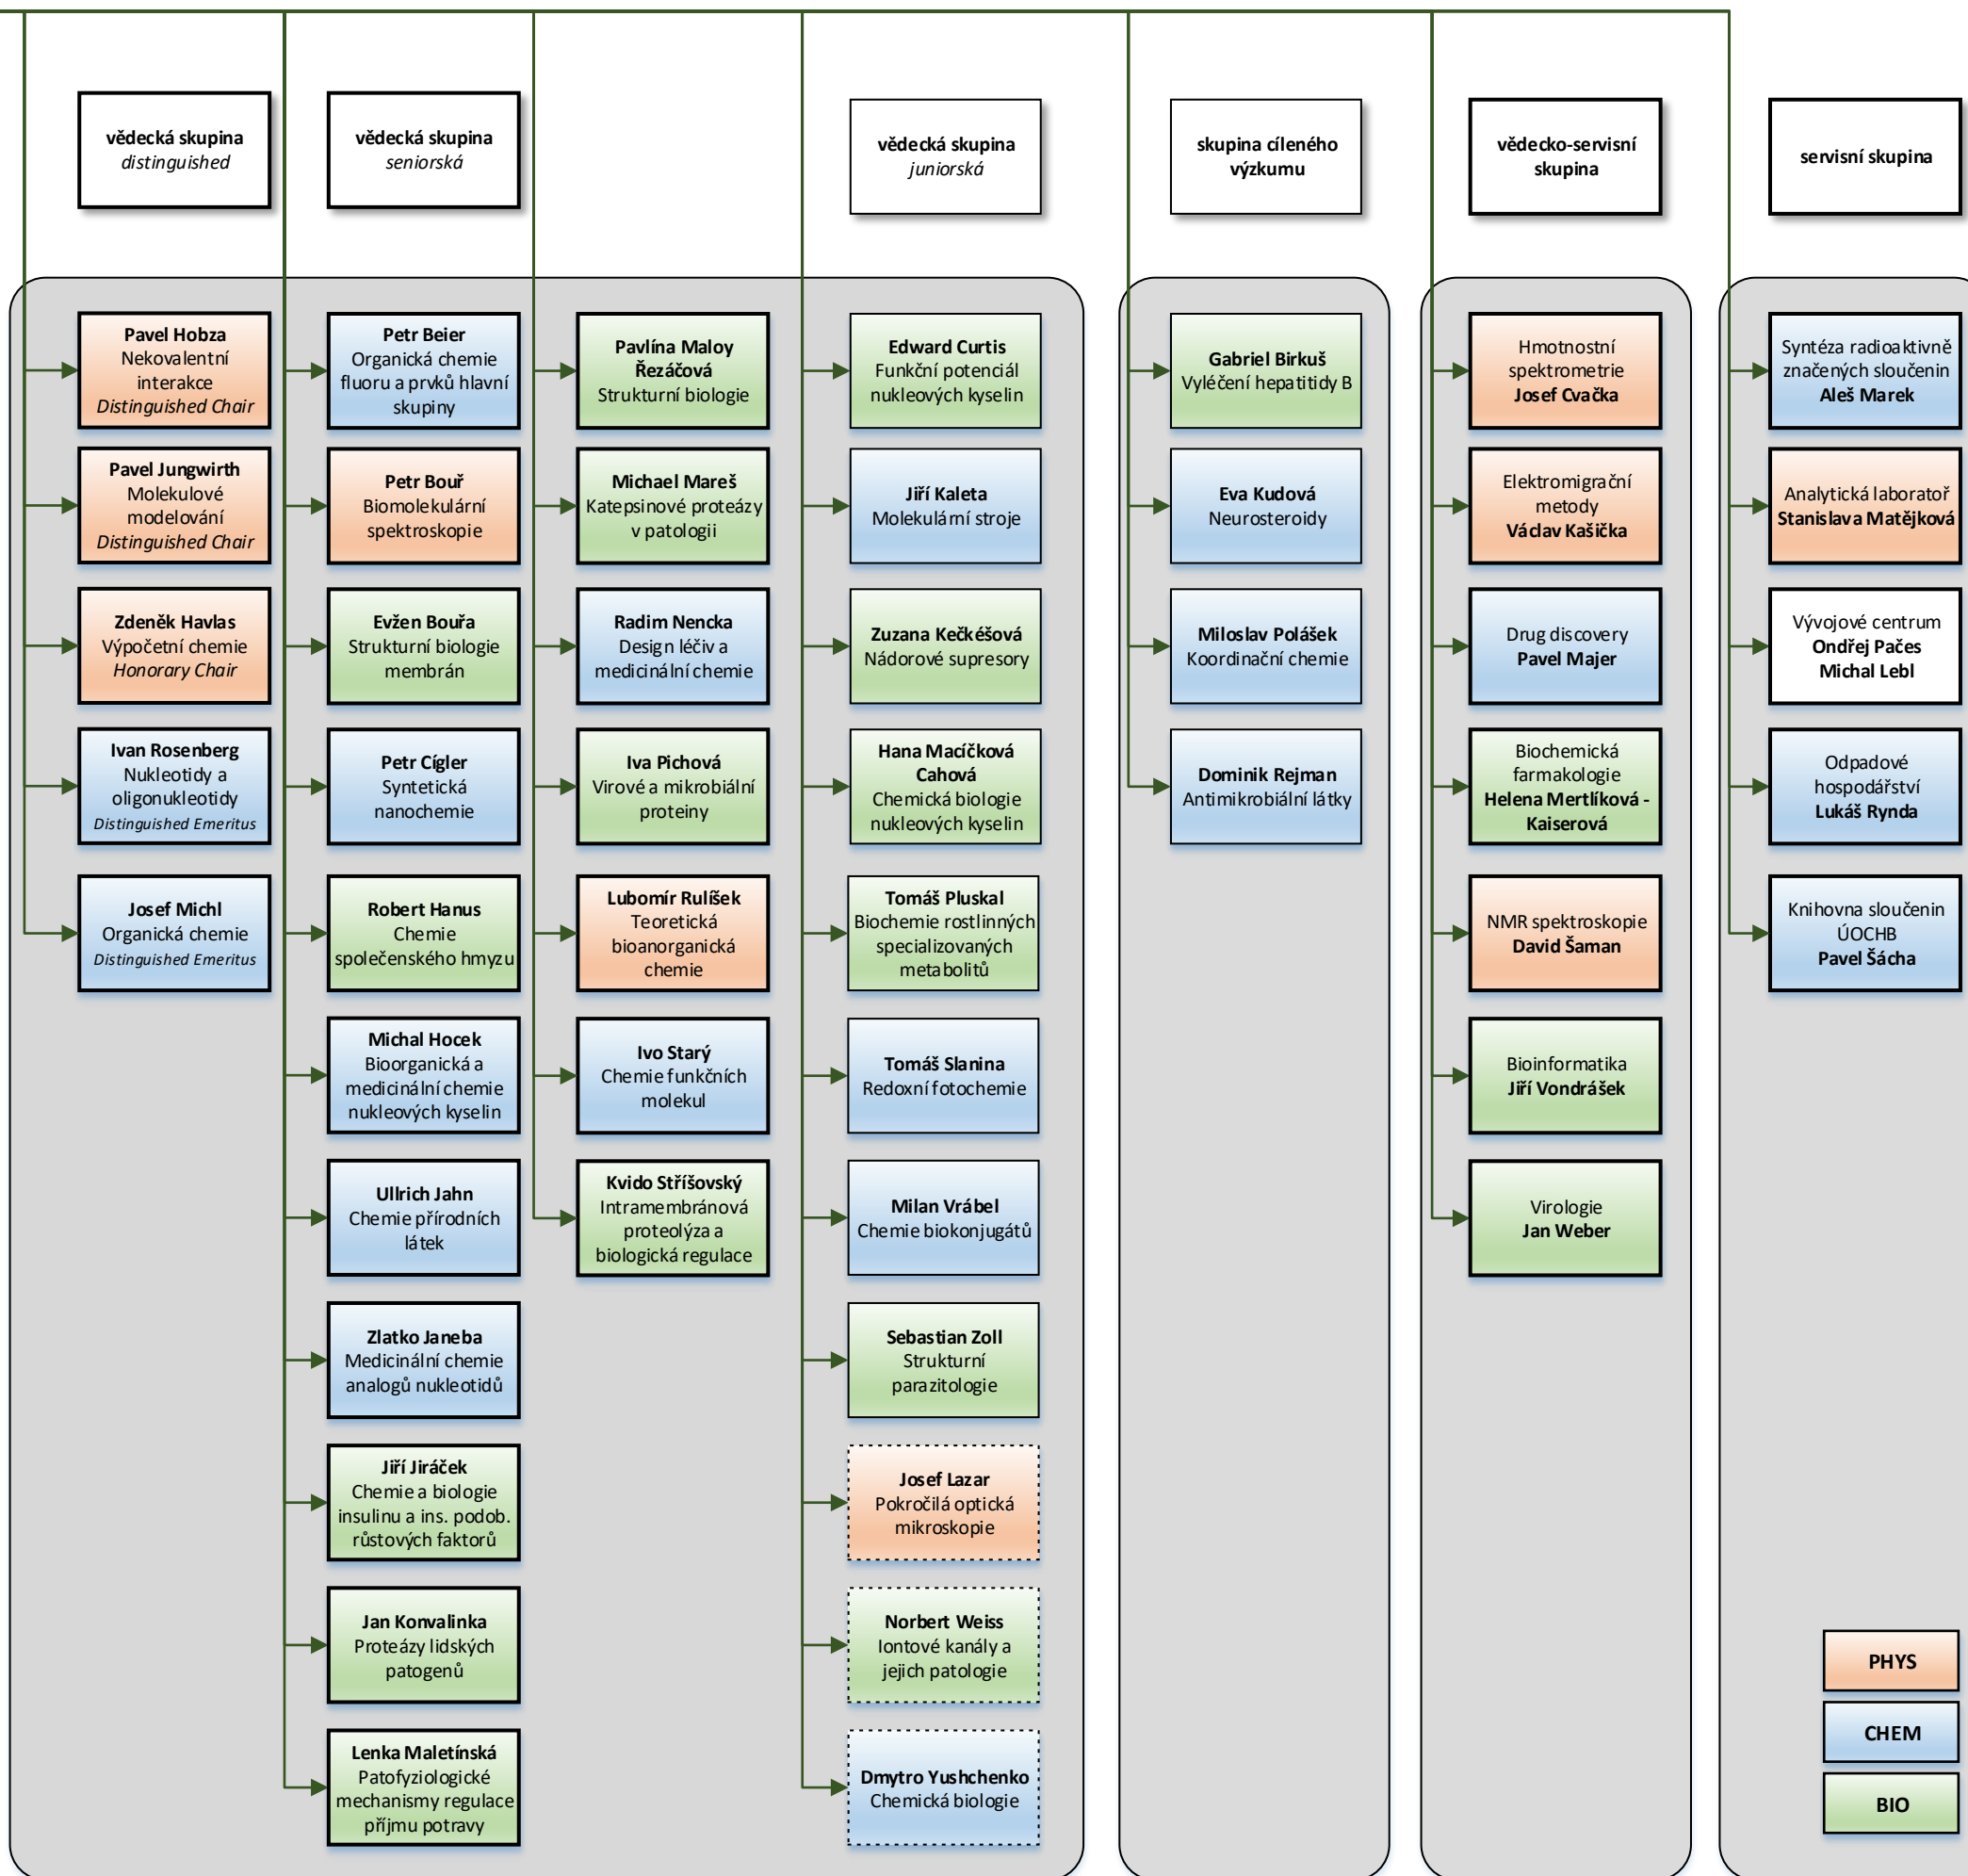 vědecká skupina
distinguished
vědecká skupina
seniorská
vědecká skupina
juniorská
skupina cíleného
výzkumu
vědecko-servisní
skupina
servisní skupina
Pavel Hobza
Nekovalentní
interakce
Distinguished Chair
Pavel Jungwirth
Molekulové
modelování
Distinguished Chair
Zdeněk Havlas
Výpočetní chemie
Honorary Chair
Ivan Rosenberg
Nukleotidy a
oligonukleotidy
Distinguished Emeritus
Josef Michl
Organická chemie
Distinguished Emeritus
Petr Beier
Organická chemie
fluoru a prvků hlavní
skupiny
Petr Bouř
Biomolekulární
spektroskopie
Evžen Bouřa
Strukturní biologie
membrán
Petr Cígler
Syntetická
nanochemie
Robert Hanus
Chemie
společenského hmyzu
Michal Hocek
Bioorganická a
medicinální chemie
nukleových kyselin
Ullrich Jahn
Chemie přírodních
látek
Zlatko Janeba
Medicinální chemie
analogů nukleotidů
Jiří Jiráček
Chemie a biologie
insulinu a ins. podob.
růstových faktorů
Jan Konvalinka
Proteázy lidských
patogenů
Lenka Maletínská
Patofyziologické
mechanismy regulace
příjmu potravy
Pavlína Maloy
Řezáčová
Strukturní biologie
Michael Mareš
Katepsinové proteázy
v patologii
Radim Nencka
Design léčiv a
medicinální chemie
Iva Pichová
Virové a mikrobiální
proteiny
Lubomír Rulíšek
Teoretická
bioanorganická
chemie
Ivo Starý
Chemie funkčních
molekul
Kvido Stříšovský
Intramembránová
proteolýza a
biologická regulace
Edward Curtis
Funkční potenciál
nukleových kyselin
Jiří Kaleta
Molekulární stroje
Zuzana Kečkéšová
Nádorové supresory
Hana Macíčková
Cahová
Chemická biologie
nukleových kyselin
Tomáš Pluskal
Biochemie rostlinných
specializovaných
metabolitů
Tomáš Slanina
Redoxní fotochemie
Milan Vrábel
Chemie biokonjugátů
Sebastian Zoll
Strukturní
parazitologie
Josef Lazar
Pokročilá optická
mikroskopie
Norbert Weiss
Iontové kanály a
jejich patologie
Dmytro Yushchenko
Chemická biologie
Gabriel Birkuš
Vyléčení hepatitidy B
Eva Kudová
Neurosteroidy
Miloslav Polášek
Koordinační chemie
Dominik Rejman
Antimikrobiální látky
Hmotnostní
spektrometrie
Josef Cvačka
Elektromigrační
metody
Václav Kašička
Drug discovery
Pavel Majer
Biochemická
farmakologie
Helena Mertlíková -
Kaiserová
NMR spektroskopie
David Šaman
Bioinformatika
Jiří Vondrášek
Virologie
Jan Weber
Syntéza radioaktivně
značených sloučenin
Aleš Marek
Analytická laboratoř
Stanislava Matějková
Vývojové centrum
Ondřej Pačes
Michal Lebl
Odpadové
hospodářství
Lukáš Rynda
Knihovna sloučenin
ÚOCHB
Pavel Šácha
PHYS
CHEM
BIO